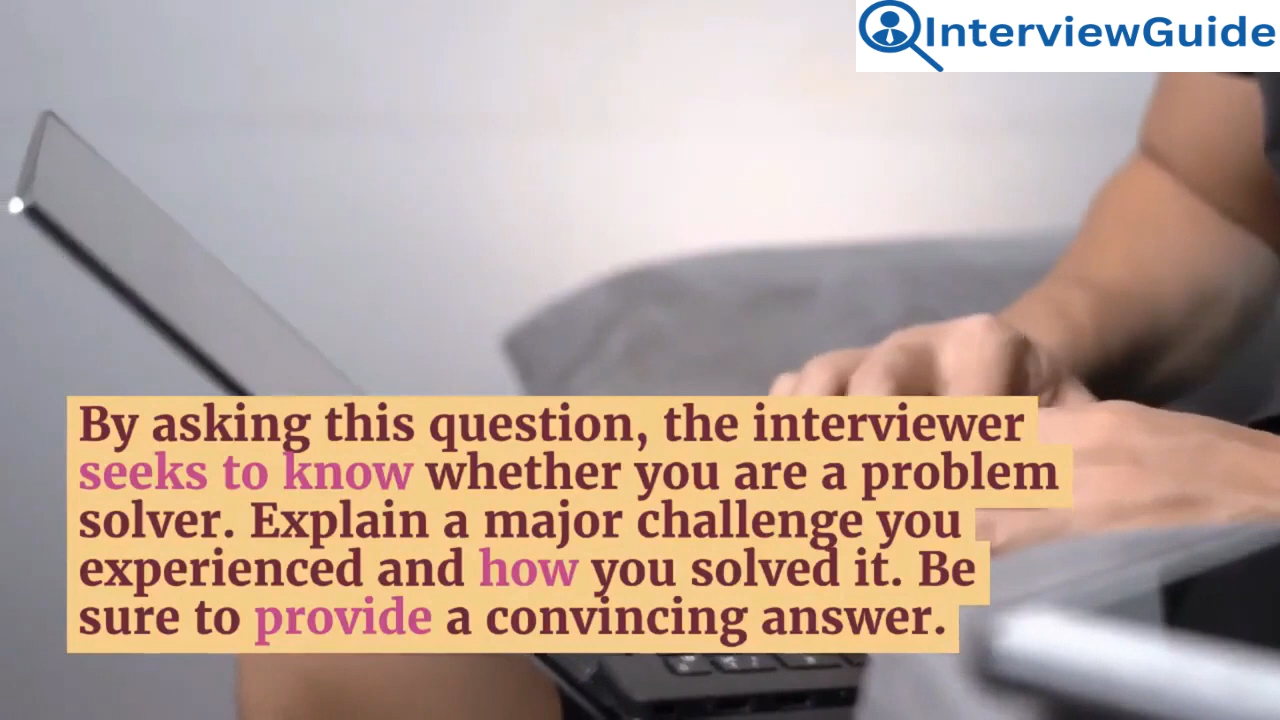 InterviewGuide
By asking this question, the interviewer
seeks to know whether you are a problem
solver. Explain a major challenge you
experienced and how you solved it. Be
sure to provide a convincing answer.